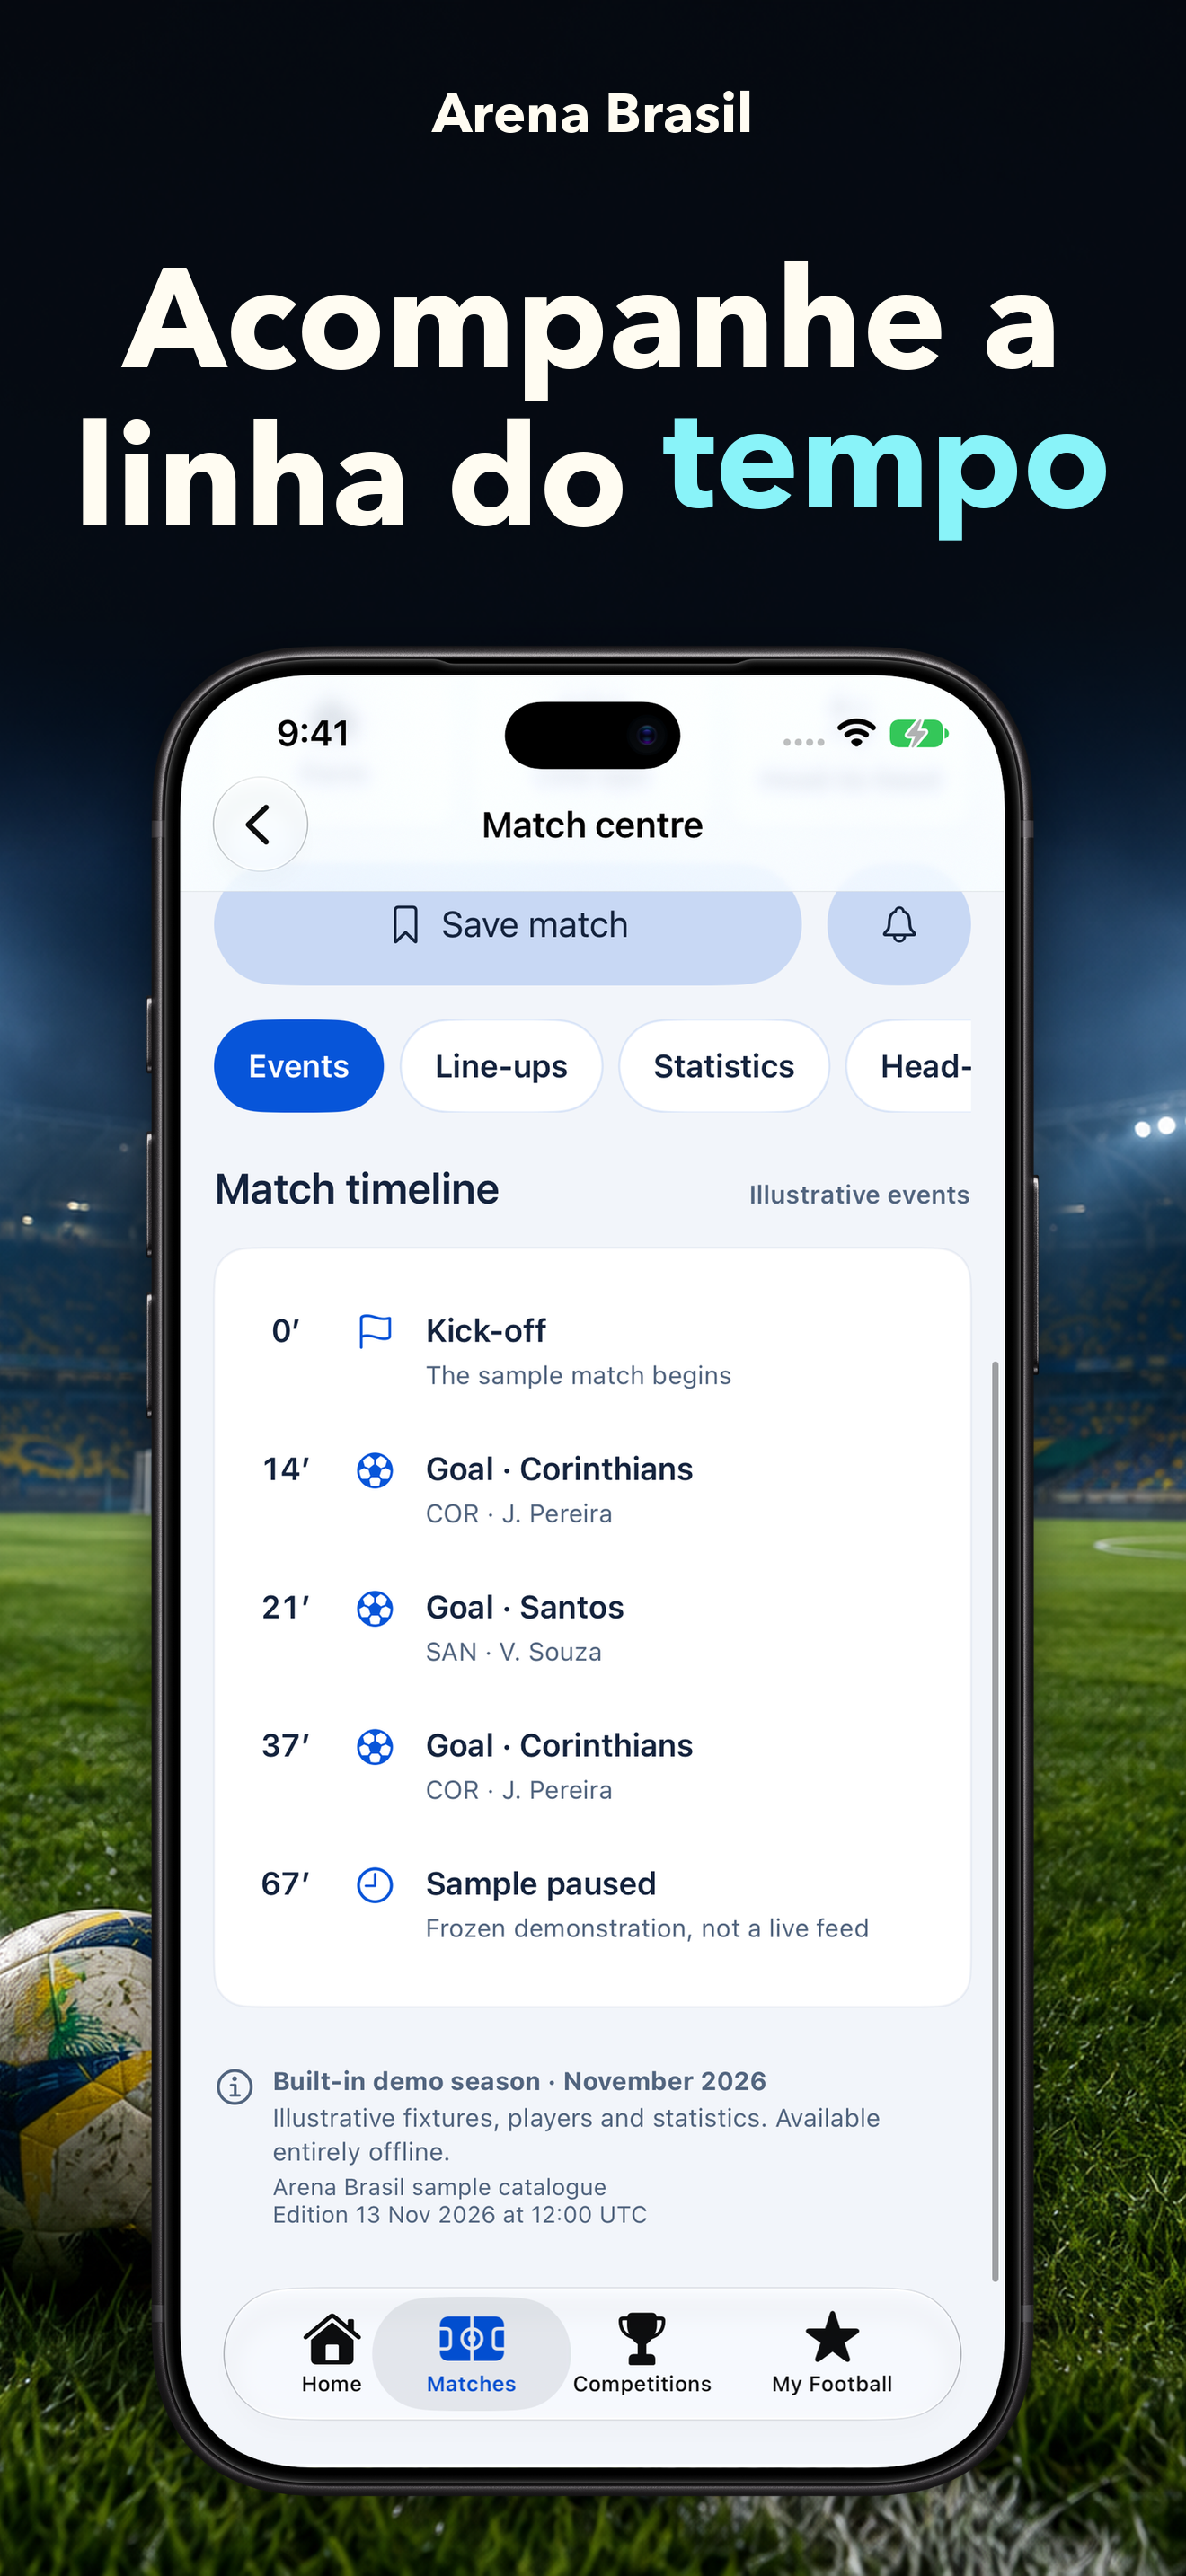 Arena Brasil
Acompanhe a
linha do tempo
9:41
Match centre
Save match
Events
Line-ups
Statistics
Head-
Match timeline
Illustrative events
0′
Kick-off
The sample match begins
14′
Goal · Corinthians
COR · J. Pereira
21′
Goal · Santos
SAN · V. Souza
37′
Goal · Corinthians
COR · J. Pereira
67′
Sample paused
Frozen demonstration, not a live feed
Built-in demo season · November 2026
Illustrative fixtures, players and statistics. Available
entirely offline.
Arena Brasil sample catalogue
Edition 13 Nov 2026 at 12:00 UTC
Home
Matches
Competitions
My Football